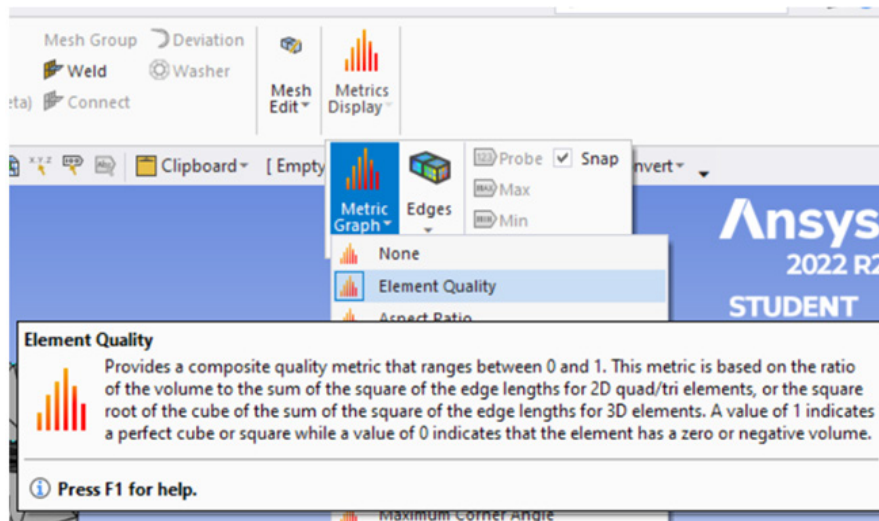 Mesh Group Deviation
Weld Washer
eta) Connect
Mesh
Edit
Metrics
Display
Clipboard [ Empty nvert
Metric
Graph
Edges
Probe Snap
Max
Min
None
Element Quality
Aspect Ratio
Ansys
2022 R2
STUDENT
Element Quality
Provides a composite quality metric that ranges between 0 and 1. This metric is based on the ratio
of the volume to the sum of the square of the edge lengths for 2D quad/tri elements, or the square
root of the cube of the sum of the square of the edge lengths for 3D elements. A value of 1 indicates
a perfect cube or square while a value of 0 indicates that the element has a zero or negative volume.
Press F1 for help.
Maximum Corner Angle